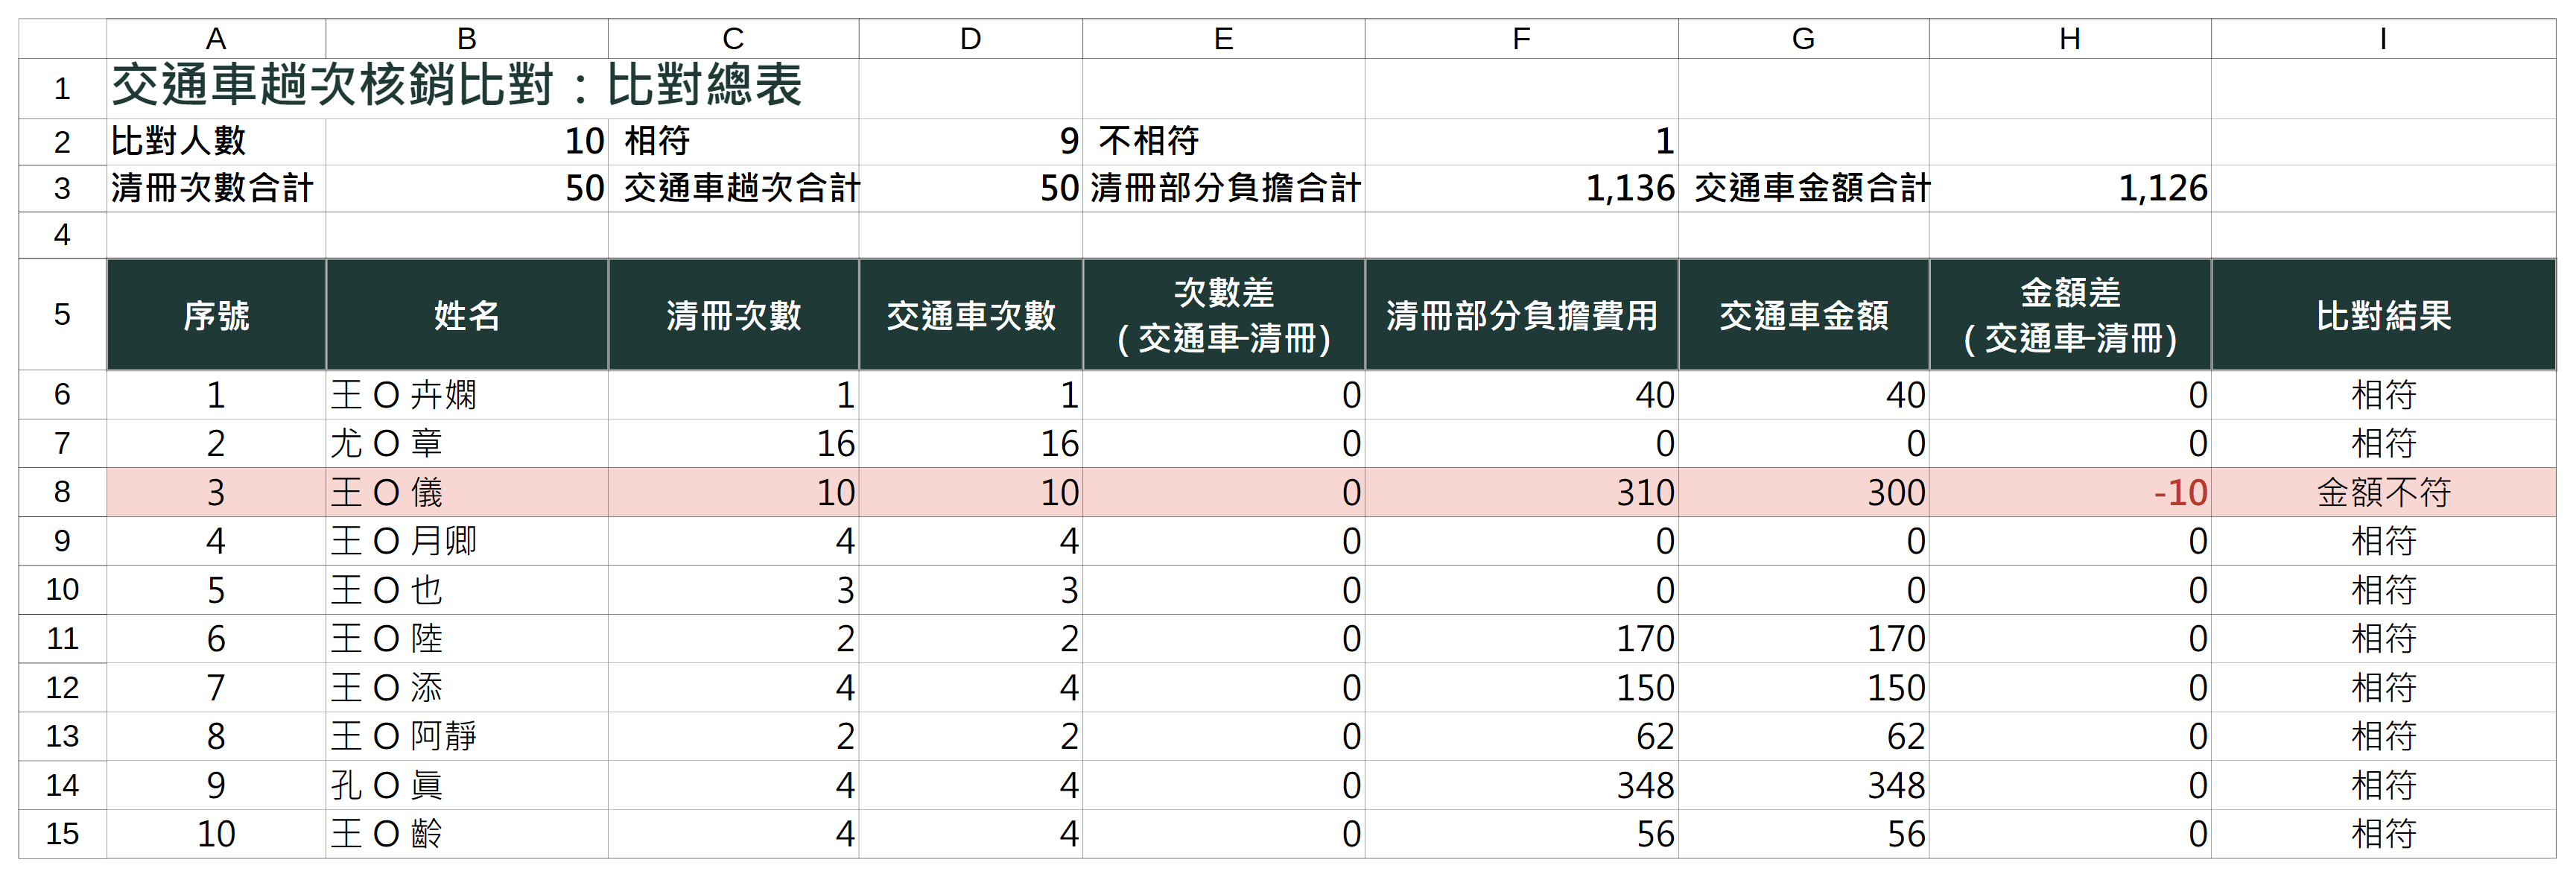 A B C D E F G H I
1 交通車趟次核銷比對：比對總表
2 比對人數 10 相符 9 不相符 1
3 清冊次數合計 50 交通車趟次合計 50 清冊部分負擔合計 1,136 交通車金額合計 1,126
4
5 序號 姓名 清冊次數 交通車次數 次數差 (交通車-清冊) 清冊部分負擔費用 交通車金額 金額差 (交通車-清冊) 比對結果
6 1 王O卉嫻 1 1 0 40 40 0 相符
7 2 尤O章 16 16 0 0 0 0 相符
8 3 王O儀 10 10 0 310 300 -10 金額不符
9 4 王O月卿 4 4 0 0 0 0 相符
10 5 王O也 3 3 0 0 0 0 相符
11 6 王O陸 2 2 0 170 170 0 相符
12 7 王O添 4 4 0 150 150 0 相符
13 8 王O阿靜 2 2 0 62 62 0 相符
14 9 孔O眞 4 4 0 348 348 0 相符
15 10 王O齡 4 4 0 56 56 0 相符